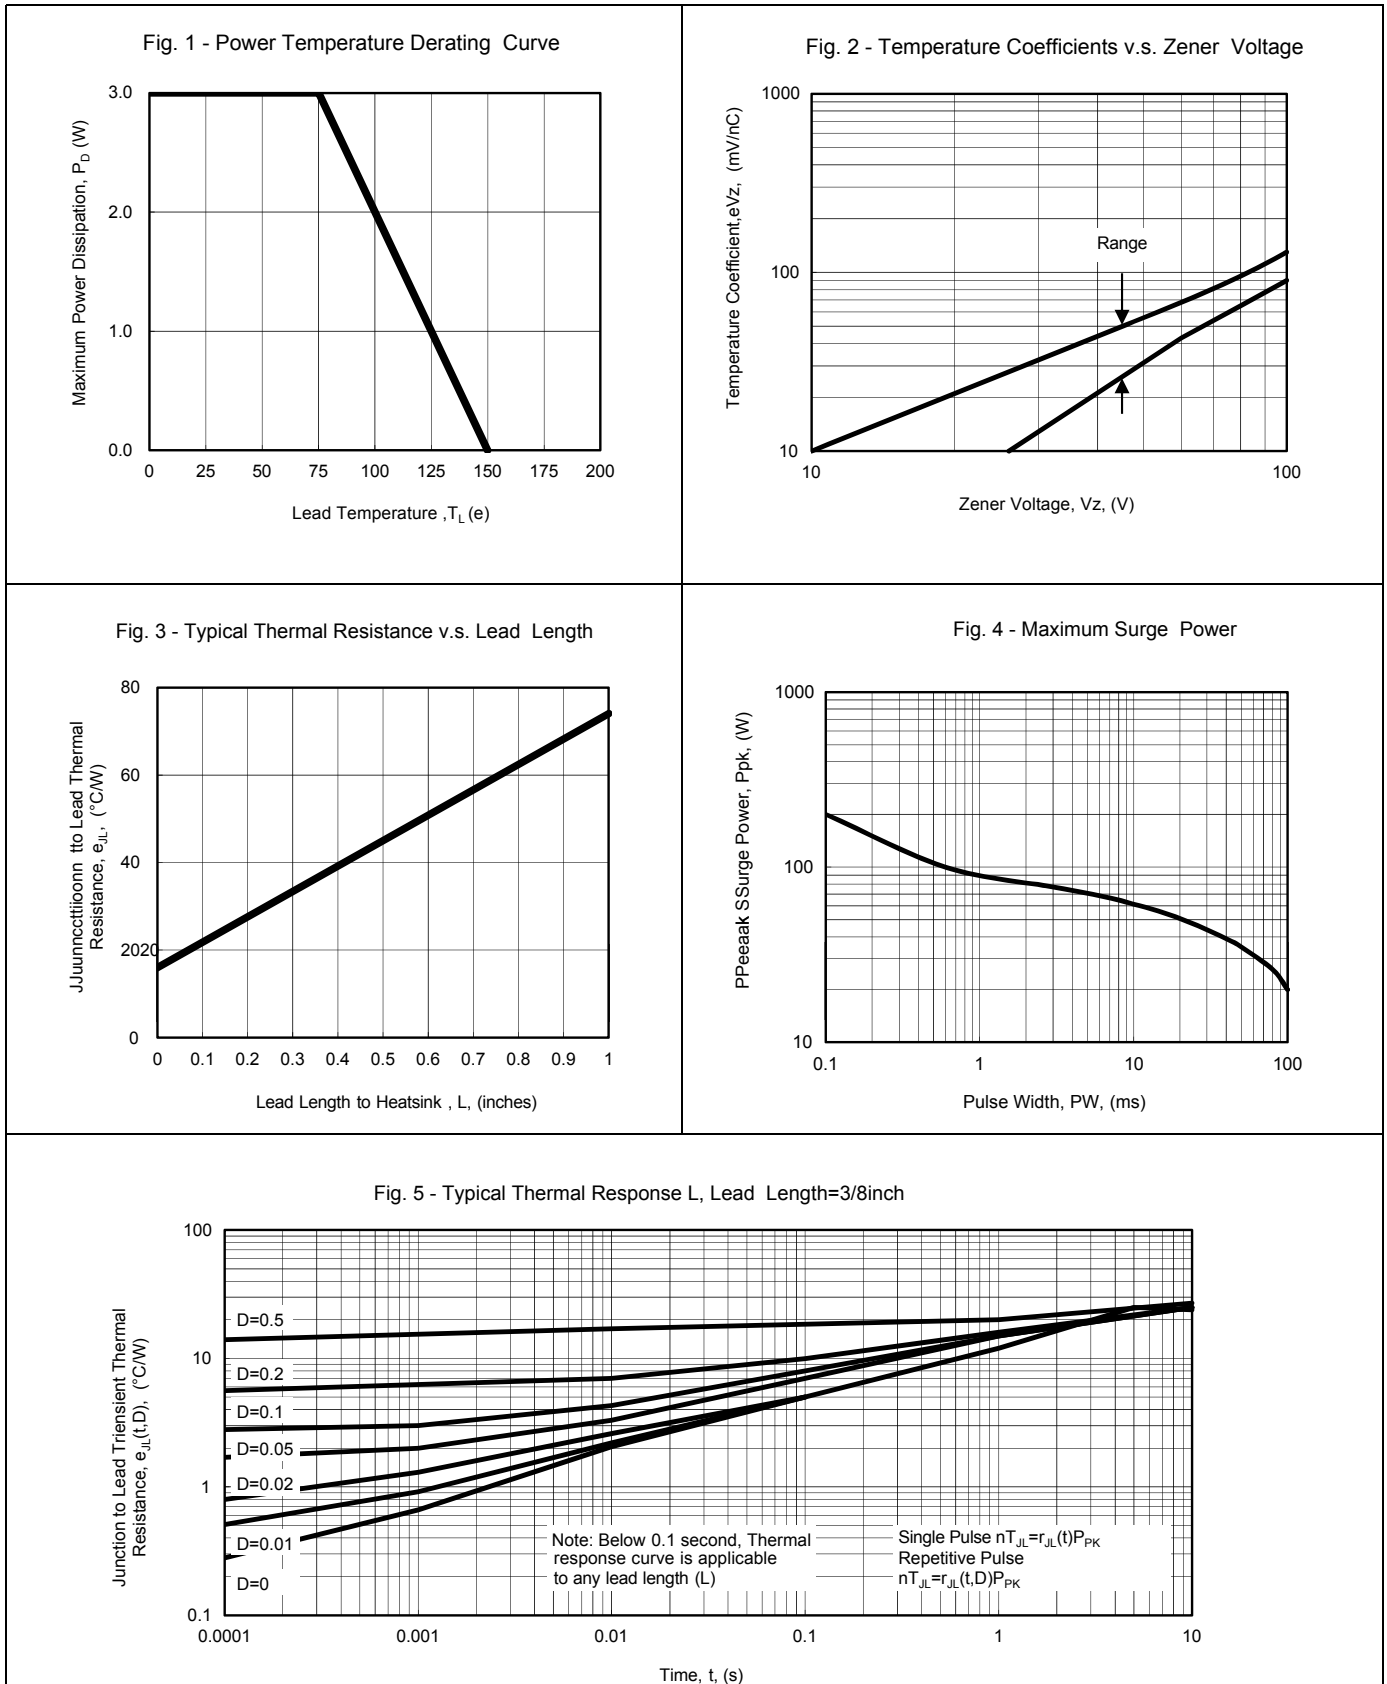 Fig. 1 - Power Temperature Derating Curve
Maximum Power Dissipation, P_D (W)
3.0
2.0
1.0
0.0
0 25 50 75 100 125 150 175 200
Lead Temperature ,T_L (e)
Fig. 2 - Temperature Coefficients v.s. Zener Voltage
Temperature Coefficient,eVz, (mV/nC)
1000
100
10
Range
10 100
Zener Voltage, Vz, (V)
Fig. 3 - Typical Thermal Resistance v.s. Lead Length
JJuunnccttiioonn tto Lead Thermal
Resistance, e_JL, (°C/W)
80
60
40
2020
0
0 0.1 0.2 0.3 0.4 0.5 0.6 0.7 0.8 0.9 1
Lead Length to Heatsink , L, (inches)
Fig. 4 - Maximum Surge Power
PPeeaak SSurge Power, Ppk, (W)
1000
100
10
0.1 1 10 100
Pulse Width, PW, (ms)
Fig. 5 - Typical Thermal Response L, Lead Length=3/8inch
Junction to Lead Triensient Thermal
Resistance, e_JL(t,D), (°C/W)
100
10
1
0.1
D=0.5
D=0.2
D=0.1
D=0.05
D=0.02
D=0.01
D=0
Note: Below 0.1 second, Thermal
response curve is applicable
to any lead length (L)
Single Pulse nT_JL=r_JL(t)P_PK
Repetitive Pulse
nT_JL=r_JL(t,D)P_PK
0.0001 0.001 0.01 0.1 1 10
Time, t, (s)